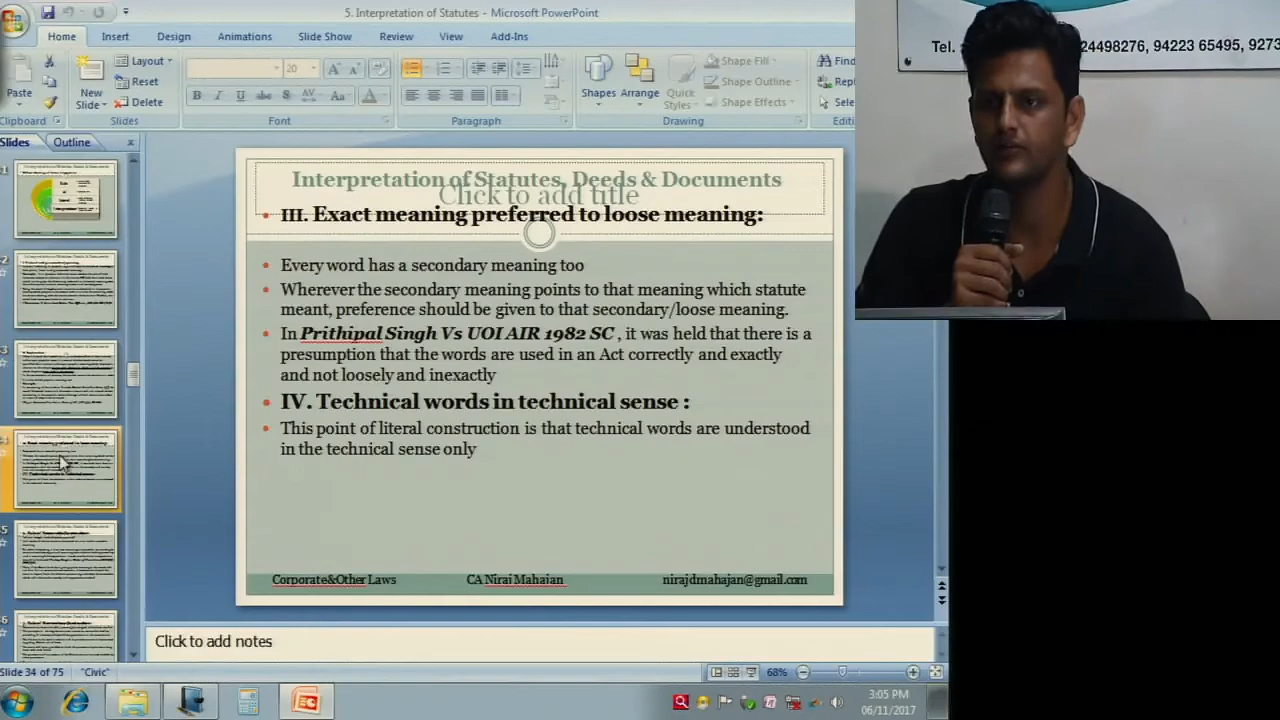 5. Interpretation of Statutes - Microsoft PowerPoint
Home Insert Design Animations Slide Show Review View Add-Ins
Paste
Clipboard
New
Slide
Layout
Reset
Delete
Slides
20
Font
Paragraph
Shapes
Arrange
Quick
Styles
Shape Fill
Shape Outline
Shape Effects
Drawing
Slides Outline
Tel.
24498276, 94223 65495, 9273
Interpretation of Statutes, Deeds & Documents
Click to add title
III. Exact meaning preferred to loose meaning:
Every word has a secondary meaning too
Wherever the secondary meaning points to that meaning which statute
meant, preference should be given to that secondary/loose meaning.
In Prithipal Singh Vs UOI AIR 1982 SC , it was held that there is a
presumption that the words are used in an Act correctly and exactly
and not loosely and inexactly
IV. Technical words in technical sense :
This point of literal construction is that technical words are understood
in the technical sense only
Corporate&Other Laws CA Niraj Mahajan nirajdmahajan@gmail.com
Click to add notes
Slide 34 of 75 "Civic" 68%
3:05 PM
06/11/2017